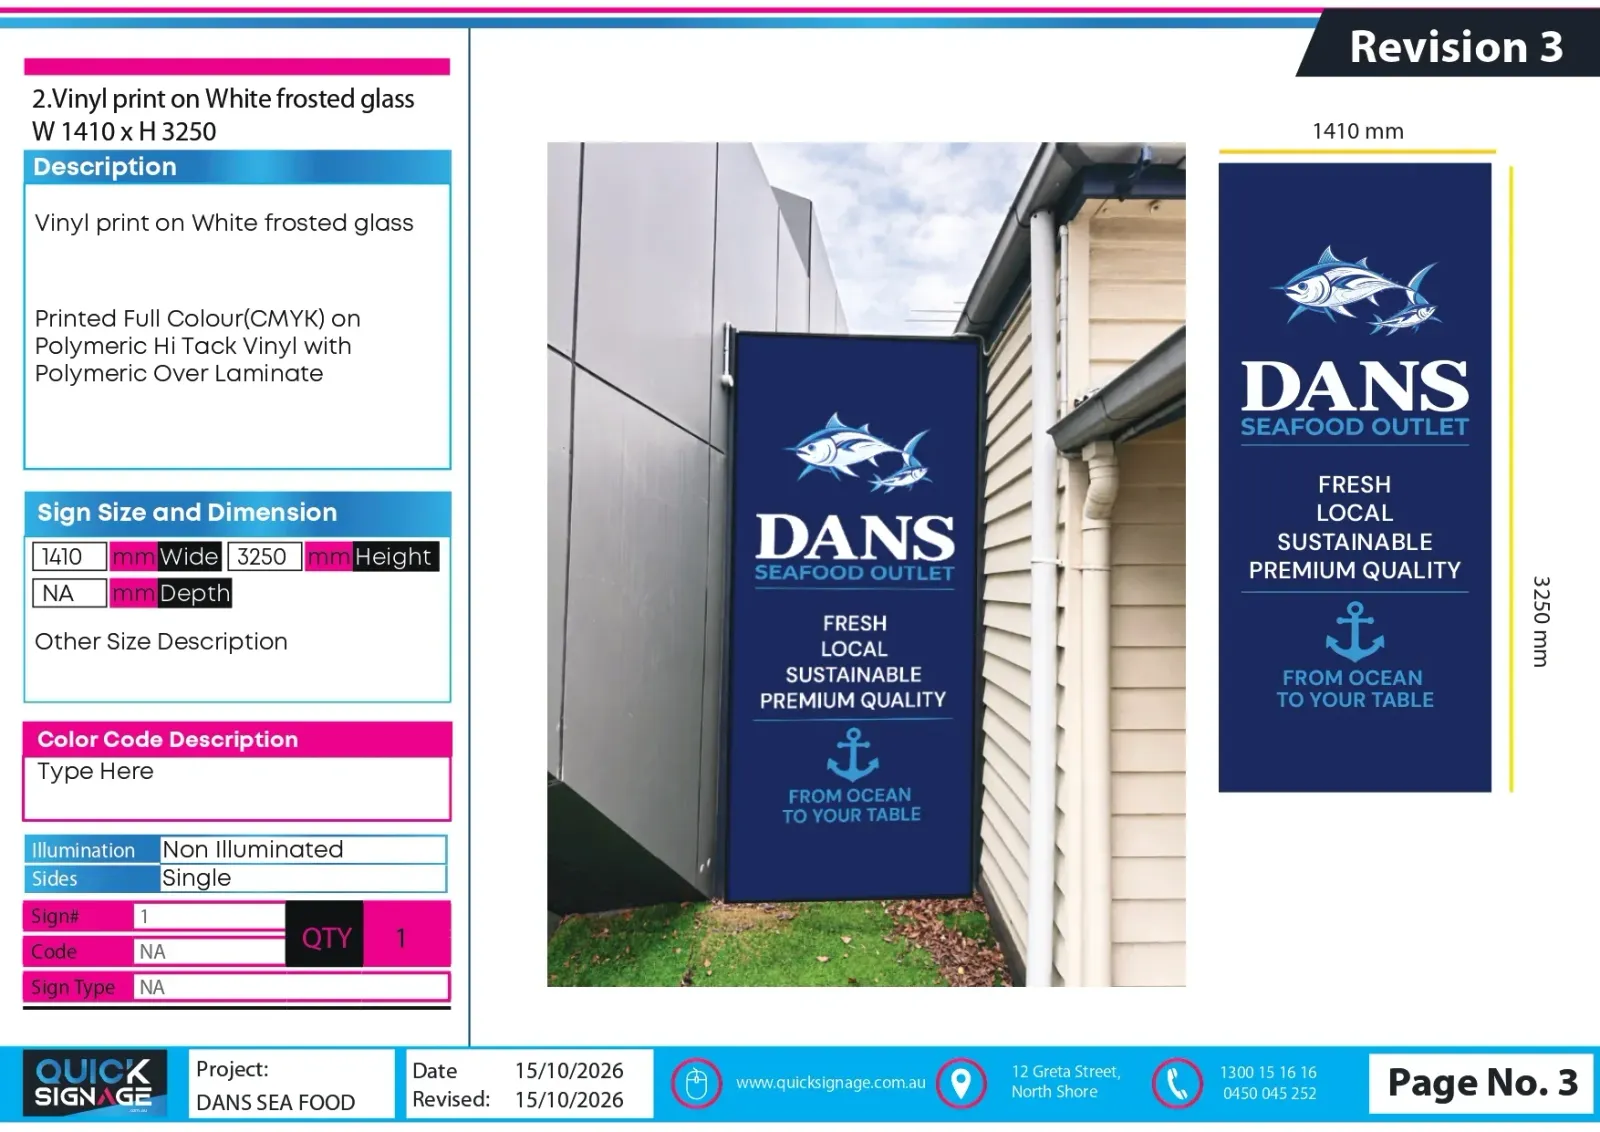 Revision 3
2.Vinyl print on White frosted glass
W 1410 x H 3250
Description
Vinyl print on White frosted glass
Printed Full Colour(CMYK) on
Polymeric Hi Tack Vinyl with
Polymeric Over Laminate
Sign Size and Dimension
1410 mm Wide 3250 mm Height
NA mm Depth
Other Size Description
Color Code Description
Type Here
Illumination Non Illuminated
Sides Single
Sign# 1
Code NA
QTY 1
Sign Type NA
DANS
SEAFOOD OUTLET
FRESH
LOCAL
SUSTAINABLE
PREMIUM QUALITY
FROM OCEAN
TO YOUR TABLE
1410 mm
DANS
SEAFOOD OUTLET
FRESH
LOCAL
SUSTAINABLE
PREMIUM QUALITY
FROM OCEAN
TO YOUR TABLE
3250 mm
QUICK
SIGNAGE
.com.au
Project:
DANS SEA FOOD
Date 15/10/2026
Revised: 15/10/2026
www.quicksignage.com.au
12 Greta Street,
North Shore
1300 15 16 16
0450 045 252
Page No. 3